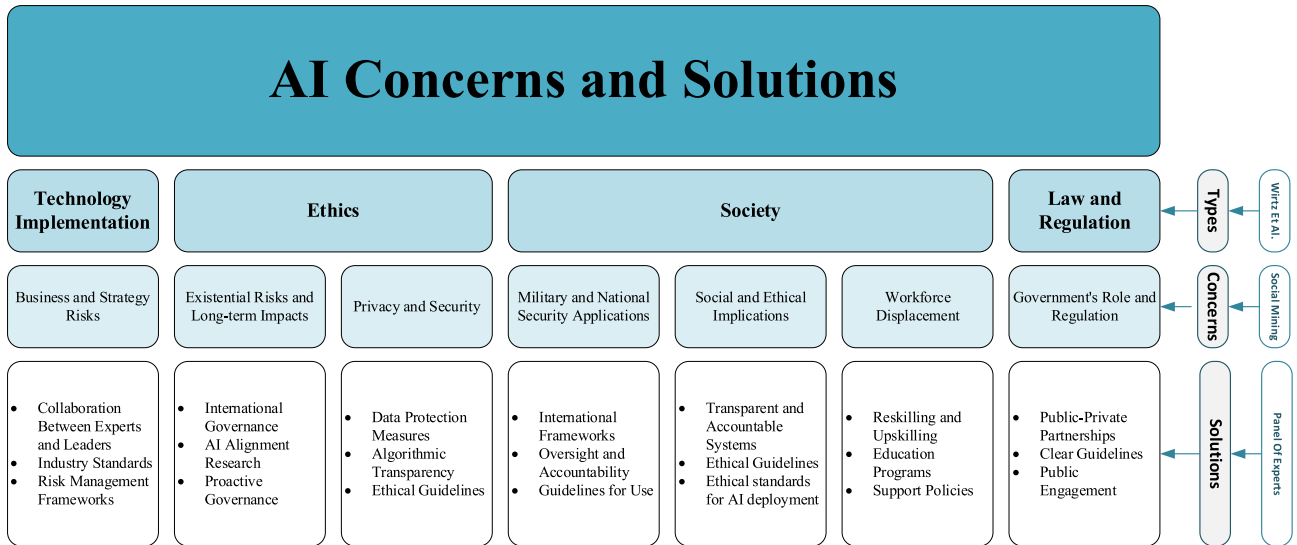 AI Concerns and Solutions
Technology
Implementation
Ethics
Society
Law and
Regulation
Types
Wirtz Et Al.
Business and Strategy
Risks
Existential Risks and
Long-term Impacts
Privacy and Security
Military and National
Security Applications
Social and Ethical
Implications
Workforce
Displacement
Government's Role and
Regulation
Concerns
Social Mining
• Collaboration
Between Experts
and Leaders
• Industry Standards
• Risk Management
Frameworks
• International
Governance
• AI Alignment
Research
• Proactive
Governance
• Data Protection
Measures
• Algorithmic
Transparency
• Ethical Guidelines
• International
Frameworks
• Oversight and
Accountability
• Guidelines for Use
• Transparent and
Accountable
Systems
• Ethical Guidelines
• Ethical standards
for AI deployment
• Reskilling and
Upskilling
• Education
Programs
• Support Policies
• Public-Private
Partnerships
• Clear Guidelines
• Public
Engagement
Solutions
Panel Of Experts